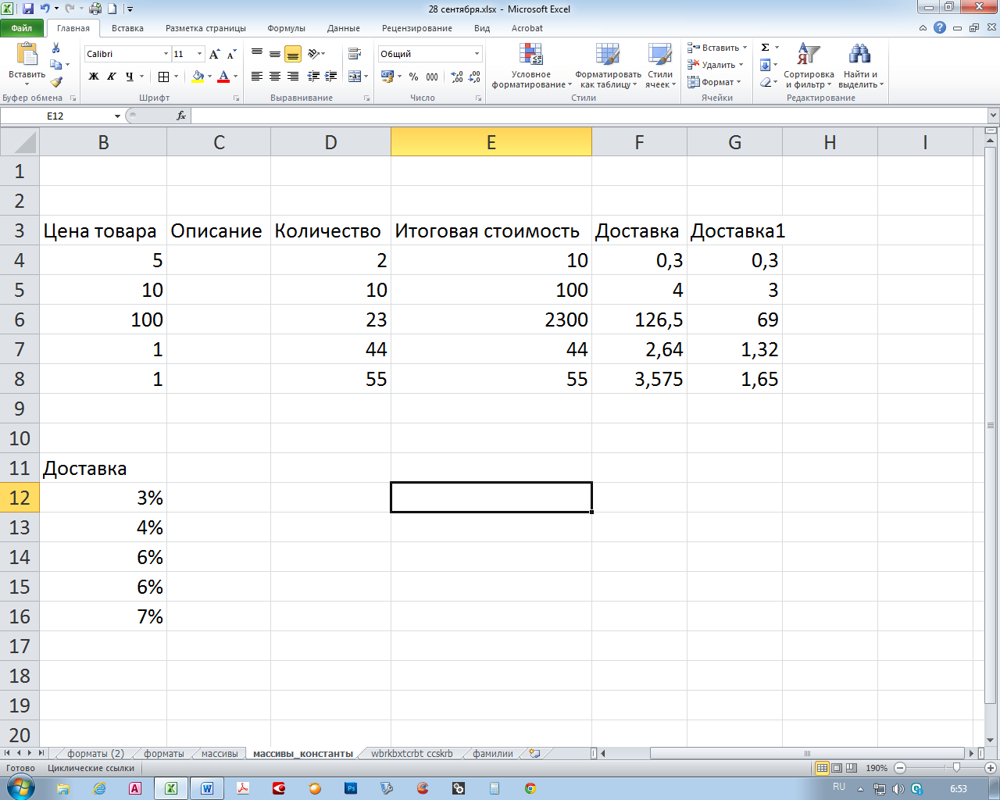 28 сентября.xlsx - Microsoft Excel
Файл Главная Вставка Разметка страницы Формулы Данные Рецензирование Вид Acrobat
Вставить
Calibri 11
Ж К Ч
Общий
% 000
Условное форматирование
Форматировать как таблицу
Стили ячеек
Вставить
Удалить
Формат
Σ
Сортировка и фильтр
Найти и выделить
Буфер обмена Шрифт Выравнивание Число Стили Ячейки Редактирование
E12 fx
B C D E F G H I
1
2
3 Цена товара Описание Количество Итоговая стоимость Доставка Доставка1
4 5 2 10 0,3 0,3
5 10 10 100 4 3
6 100 23 2300 126,5 69
7 1 44 44 2,64 1,32
8 1 55 55 3,575 1,65
9
10
11 Доставка
12 3%
13 4%
14 6%
15 6%
16 7%
17
18
19
20
форматы (2) форматы массивы массивы_константы wbrkbxtcrbt ccskrb фамилии
Готово Циклические ссылки 190%
RU 6:53